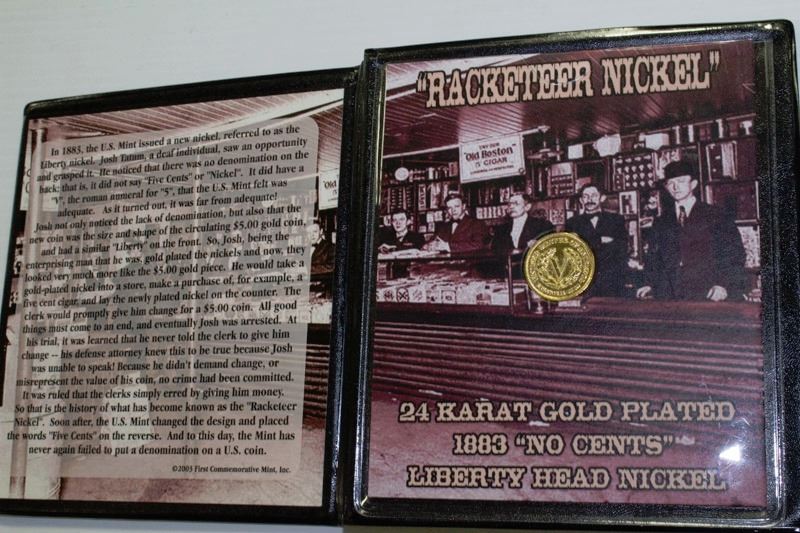 In 1883, the U.S. Mint issued a new nickel, referred to as the
Liberty nickel. Josh Tatum, a deaf individual, saw an opportunity
and grasped it. He noticed that there was no denomination on the
back; that is, it did not say "Five Cents" or "Nickel". It did have a
"V", the roman numeral for "5", that the U.S. Mint felt was
adequate. As it turned out, it was far from adequate!
Josh not only noticed the lack of denomination, but also that the
new coin was the size and shape of the circulating $5.00 gold coin,
and had a similar "Liberty" on the front. So, Josh, being the
enterprising man that he was, gold plated the nickels and now, they
looked very much more like the $5.00 gold piece. He would take a
gold-plated nickel into a store, make a purchase of, for example, a
five cent cigar, and lay the newly plated nickel on the counter. The
clerk would promptly give him change for a $5.00 coin. All good
things must come to an end, and eventually Josh was arrested. At
his trial, it was learned that he never told the clerk to give him
change -- his defense attorney knew this to be true because Josh
was unable to speak! Because he didn't demand change, or
misrepresent the value of his coin, no crime had been committed.
It was ruled that the clerks simply erred by giving him money.
So that is the history of what has become known as the "Racketeer
Nickel". Soon after, the U.S. Mint changed the design and placed
the words "Five Cents" on the reverse. And to this day, the Mint has
never again failed to put a denomination on a U.S. coin.
©2003 First Commemorative Mint, Inc.
"RACKETEER NICKEL"
"Old Boston"
5¢ CIGAR
V
24 KARAT GOLD PLATED
1883 "NO CENTS"
LIBERTY HEAD NICKEL